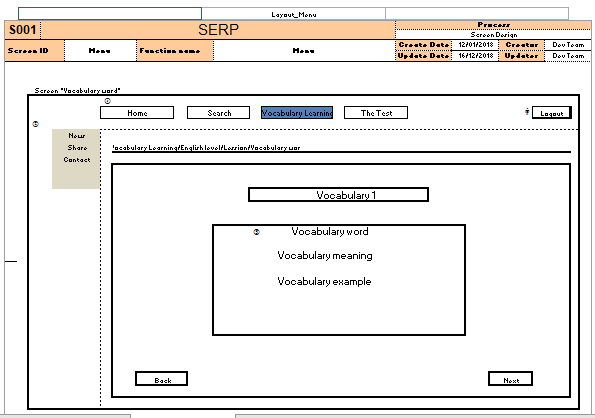 Layout_Menu
S001 SERP Process
Screen Design
Screen ID Menu Function name Menu Create Date 12/01/2018 Creator Dev Team
Update Date 16/12/2018 Updater Dev Team
Screen "Vocabulary word"
Home Search Vocabulary Learning The Test Logout
News
Share
Contact
Vocabulary Learning/English level/Lession/Vocabulary wor
Vocabulary 1
Vocabulary word
Vocabulary meaning
Vocabulary example
Back Next